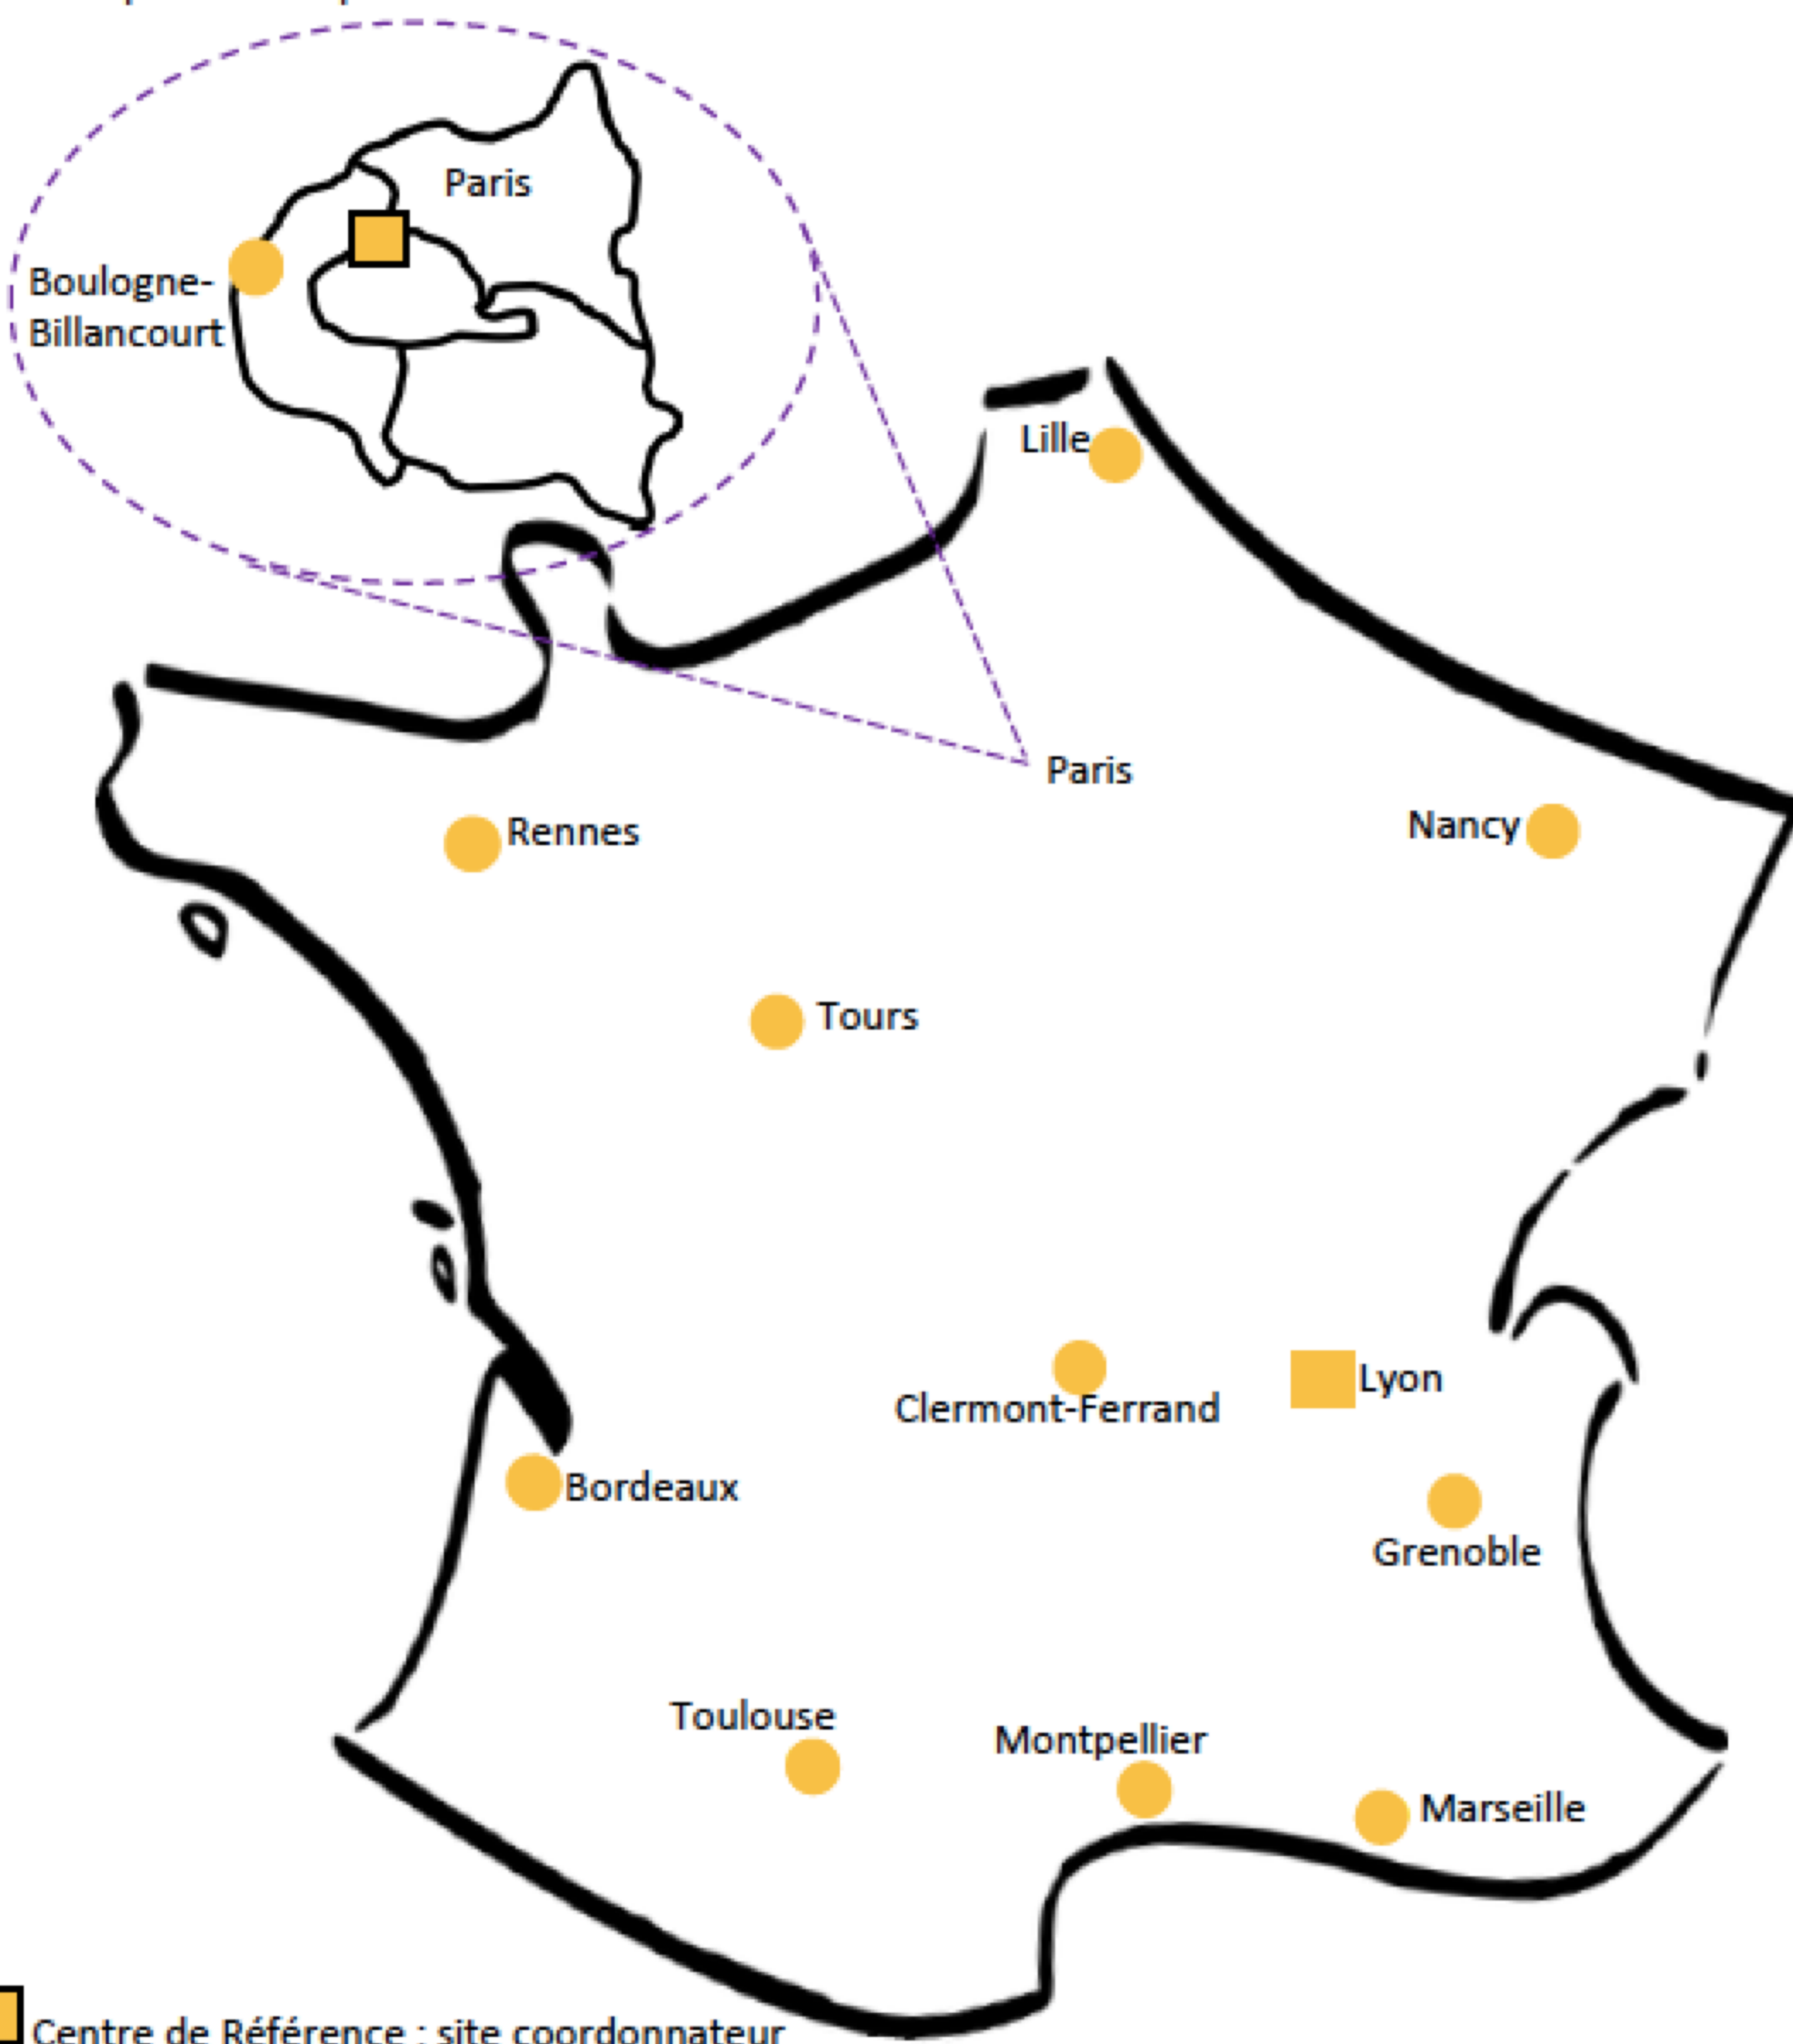 Paris
Boulogne-
Billancourt
Lille
Paris
Rennes
Nancy
Tours
Clermont-Ferrand
Lyon
Bordeaux
Grenoble
Toulouse
Montpellier
Marseille
Centre de Référence : site coordonnateur